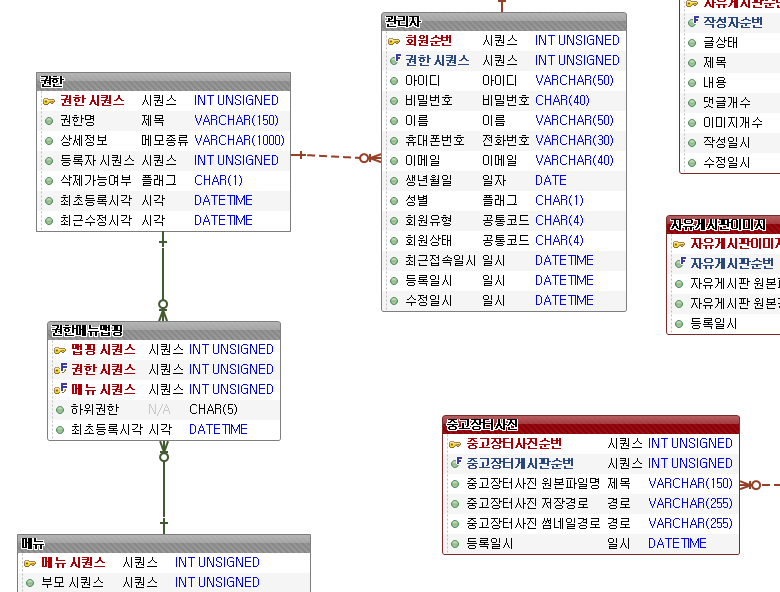 권한
권한 시퀀스 시퀀스 INT UNSIGNED
권한명 제목 VARCHAR(150)
상세정보 메모종류 VARCHAR(1000)
등록자 시퀀스 시퀀스 INT UNSIGNED
삭제가능여부 플래그 CHAR(1)
최초등록시각 시각 DATETIME
최근수정시각 시각 DATETIME
관리자
회원순번 시퀀스 INT UNSIGNED
권한 시퀀스 시퀀스 INT UNSIGNED
아이디 아이디 VARCHAR(50)
비밀번호 비밀번호 CHAR(40)
이름 이름 VARCHAR(50)
휴대폰번호 전화번호 VARCHAR(30)
이메일 이메일 VARCHAR(40)
생년월일 일자 DATE
성별 플래그 CHAR(1)
회원유형 공통코드 CHAR(4)
회원상태 공통코드 CHAR(4)
최근접속일시 일시 DATETIME
등록일시 일시 DATETIME
수정일시 일시 DATETIME
작성자순번
글상태
제목
내용
댓글개수
이미지개수
작성일시
수정일시
자유게시판이미지
자유게시판이미지
자유게시판순번
자유게시판 원본
자유게시판
등록일시
권한메뉴맵핑
맵핑 시퀀스 시퀀스 INT UNSIGNED
권한 시퀀스 시퀀스 INT UNSIGNED
메뉴 시퀀스 시퀀스 INT UNSIGNED
하위권한 N/A CHAR(5)
최초등록시각 시각 DATETIME
중고장터사진
중고장터사진순번 시퀀스 INT UNSIGNED
중고장터게시판순번 시퀀스 INT UNSIGNED
중고장터사진 원본파일명 제목 VARCHAR(150)
중고장터사진 저장경로 경로 VARCHAR(255)
중고장터사진 썸네일경로 경로 VARCHAR(255)
등록일시 일시 DATETIME
메뉴
메뉴 시퀀스 시퀀스 INT UNSIGNED
부모 시퀀스 시퀀스 INT UNSIGNED